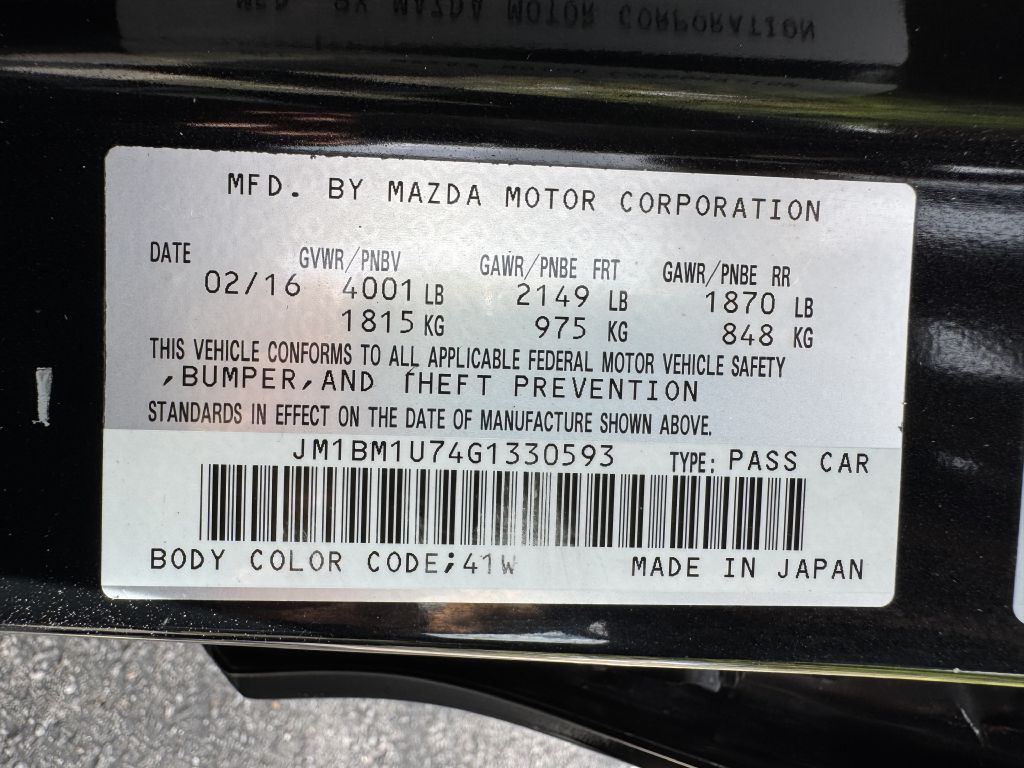 MFD. BY MAZDA MOTOR CORPORATION
DATE GVWR/PNBV GAWR/PNBE FRT GAWR/PNBE RR
02/16 4001 LB 2149 LB 1870 LB
1815 KG 975 KG 848 KG
THIS VEHICLE CONFORMS TO ALL APPLICABLE FEDERAL MOTOR VEHICLE SAFETY
,BUMPER,AND THEFT PREVENTION
STANDARDS IN EFFECT ON THE DATE OF MANUFACTURE SHOWN ABOVE.
JM1BM1U74G1330593 TYPE: PASS CAR
BODY COLOR CODE;41W MADE IN JAPAN